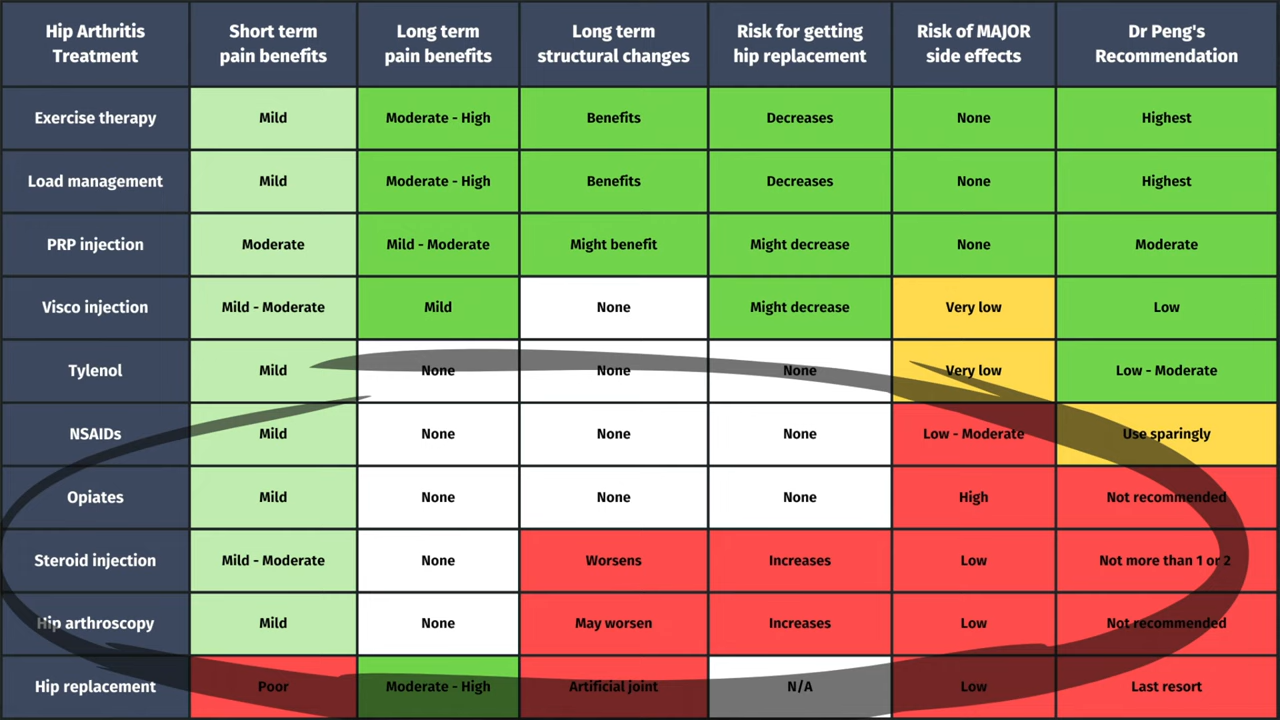 Hip Arthritis Treatment | Short term pain benefits | Long term pain benefits | Long term structural changes | Risk for getting hip replacement | Risk of MAJOR side effects | Dr Peng's Recommendation
Exercise therapy | Mild | Moderate - High | Benefits | Decreases | None | Highest
Load management | Mild | Moderate - High | Benefits | Decreases | None | Highest
PRP injection | Moderate | Mild - Moderate | Might benefit | Might decrease | None | Moderate
Visco injection | Mild - Moderate | Mild | None | Might decrease | Very low | Low
Tylenol | Mild | None | None | None | Very low | Low - Moderate
NSAIDs | Mild | None | None | None | Low - Moderate | Use sparingly
Opiates | Mild | None | None | None | High | Not recommended
Steroid injection | Mild - Moderate | None | Worsens | Increases | Low | Not more than 1 or 2
Hip arthroscopy | Mild | None | May worsen | Increases | Low | Not recommended
Hip replacement | Poor | Moderate - High | Artificial joint | N/A | Low | Last resort